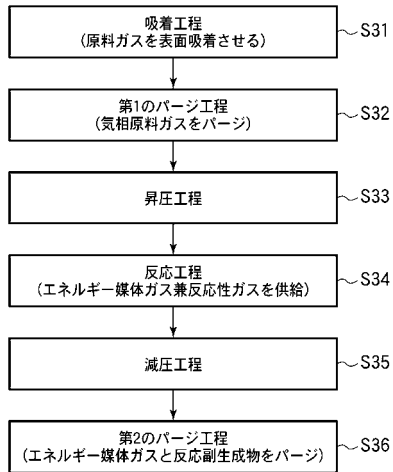 吸着工程
(原料ガスを表面吸着させる)
S31
第1のパージ工程
(気相原料ガスをパージ)
S32
昇圧工程
S33
反応工程
(エネルギー媒体ガス兼反応性ガスを供給)
S34
減圧工程
S35
第2のパージ工程
(エネルギー媒体ガスと反応副生成物をパージ)
S36